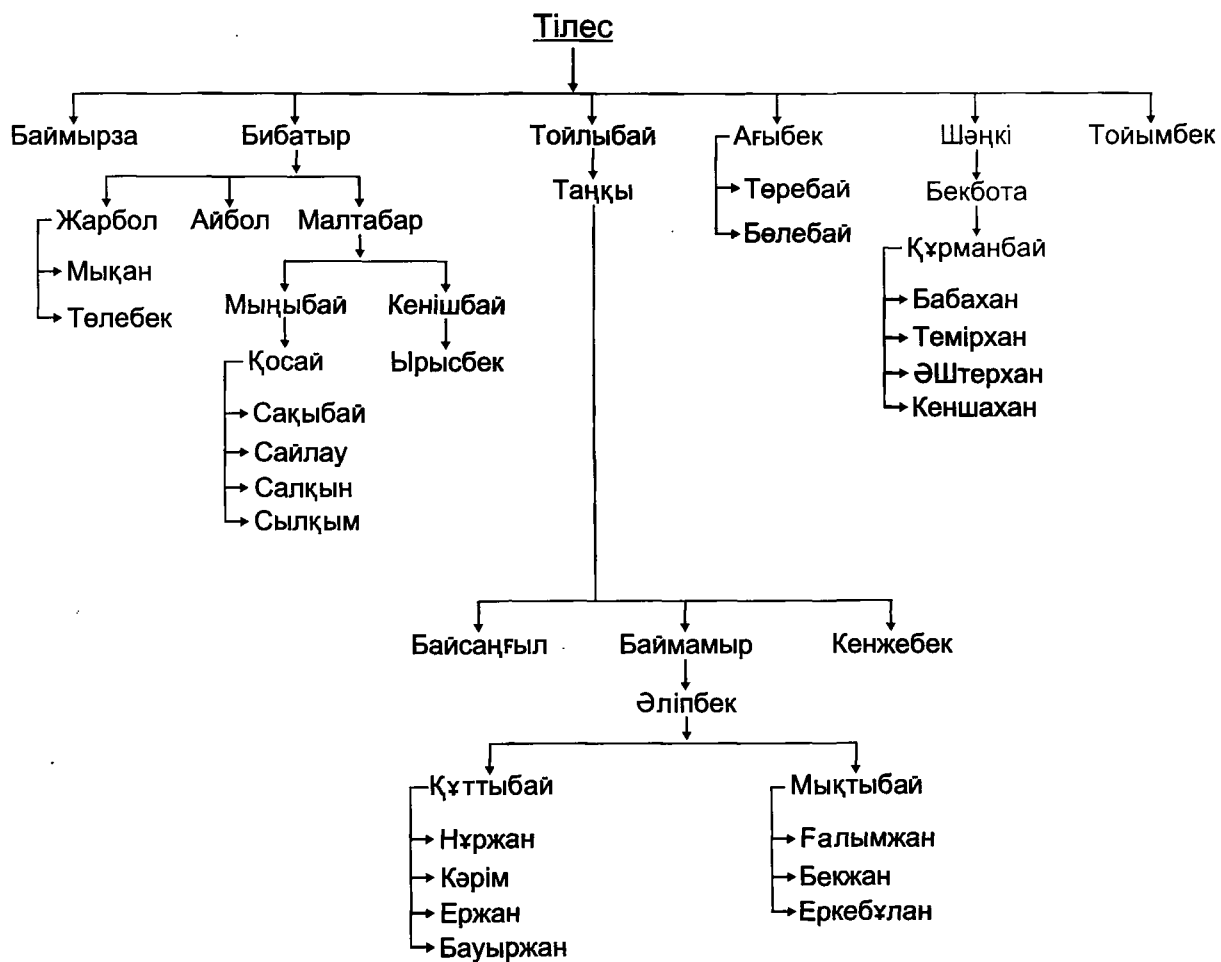 Тілес
Баймырза Бибатыр Тойлыбай Ағыбек Шәңкі Тойымбек
Таңқы Төребай Бекбота
Жарбол Айбол Малтабар Бөлебай
Құрманбай
Мықан
Мыңыбай Кенішбай Бабахан
Төлебек
Темірхан
Қосай Ырысбек
ӘШтерхан
Кеншахан
Сақыбай
Сайлау
Салқын
Сылқым
Байсаңғыл Баймамыр Кенжебек
Әліпбек
Құттыбай Мықтыбай
Нұржан Ғалымжан
Кәрім Бекжан
Ержан Еркебұлан
Бауыржан